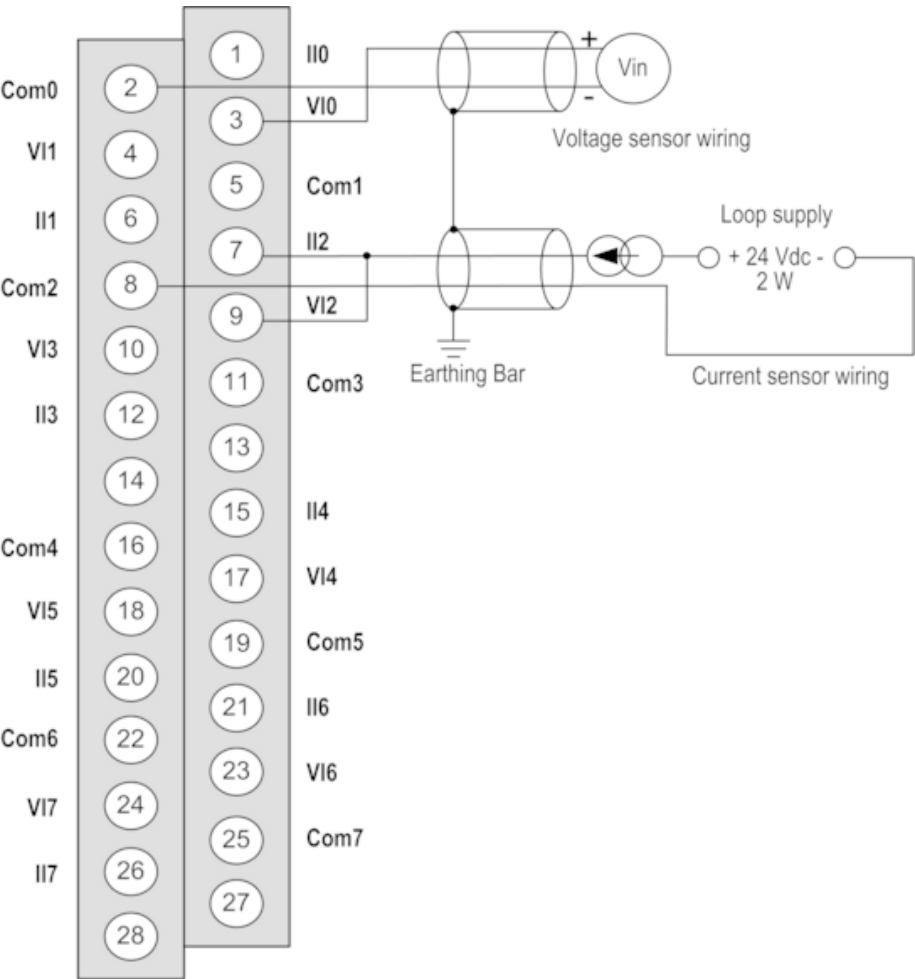 1 II0
Com0 2
3 VI0
+
Vin
-
Voltage sensor wiring
VI1 4
5 Com1
II1 6
7 II2
Loop supply
+ 24 Vdc -
2 W
Com2 8
9 VI2
Earthing Bar
Current sensor wiring
VI3 10
11 Com3
II3 12
13
14
15 II4
Com4 16
17 VI4
VI5 18
19 Com5
II5 20
21 II6
Com6 22
23 VI6
VI7 24
25 Com7
II7 26
27
28